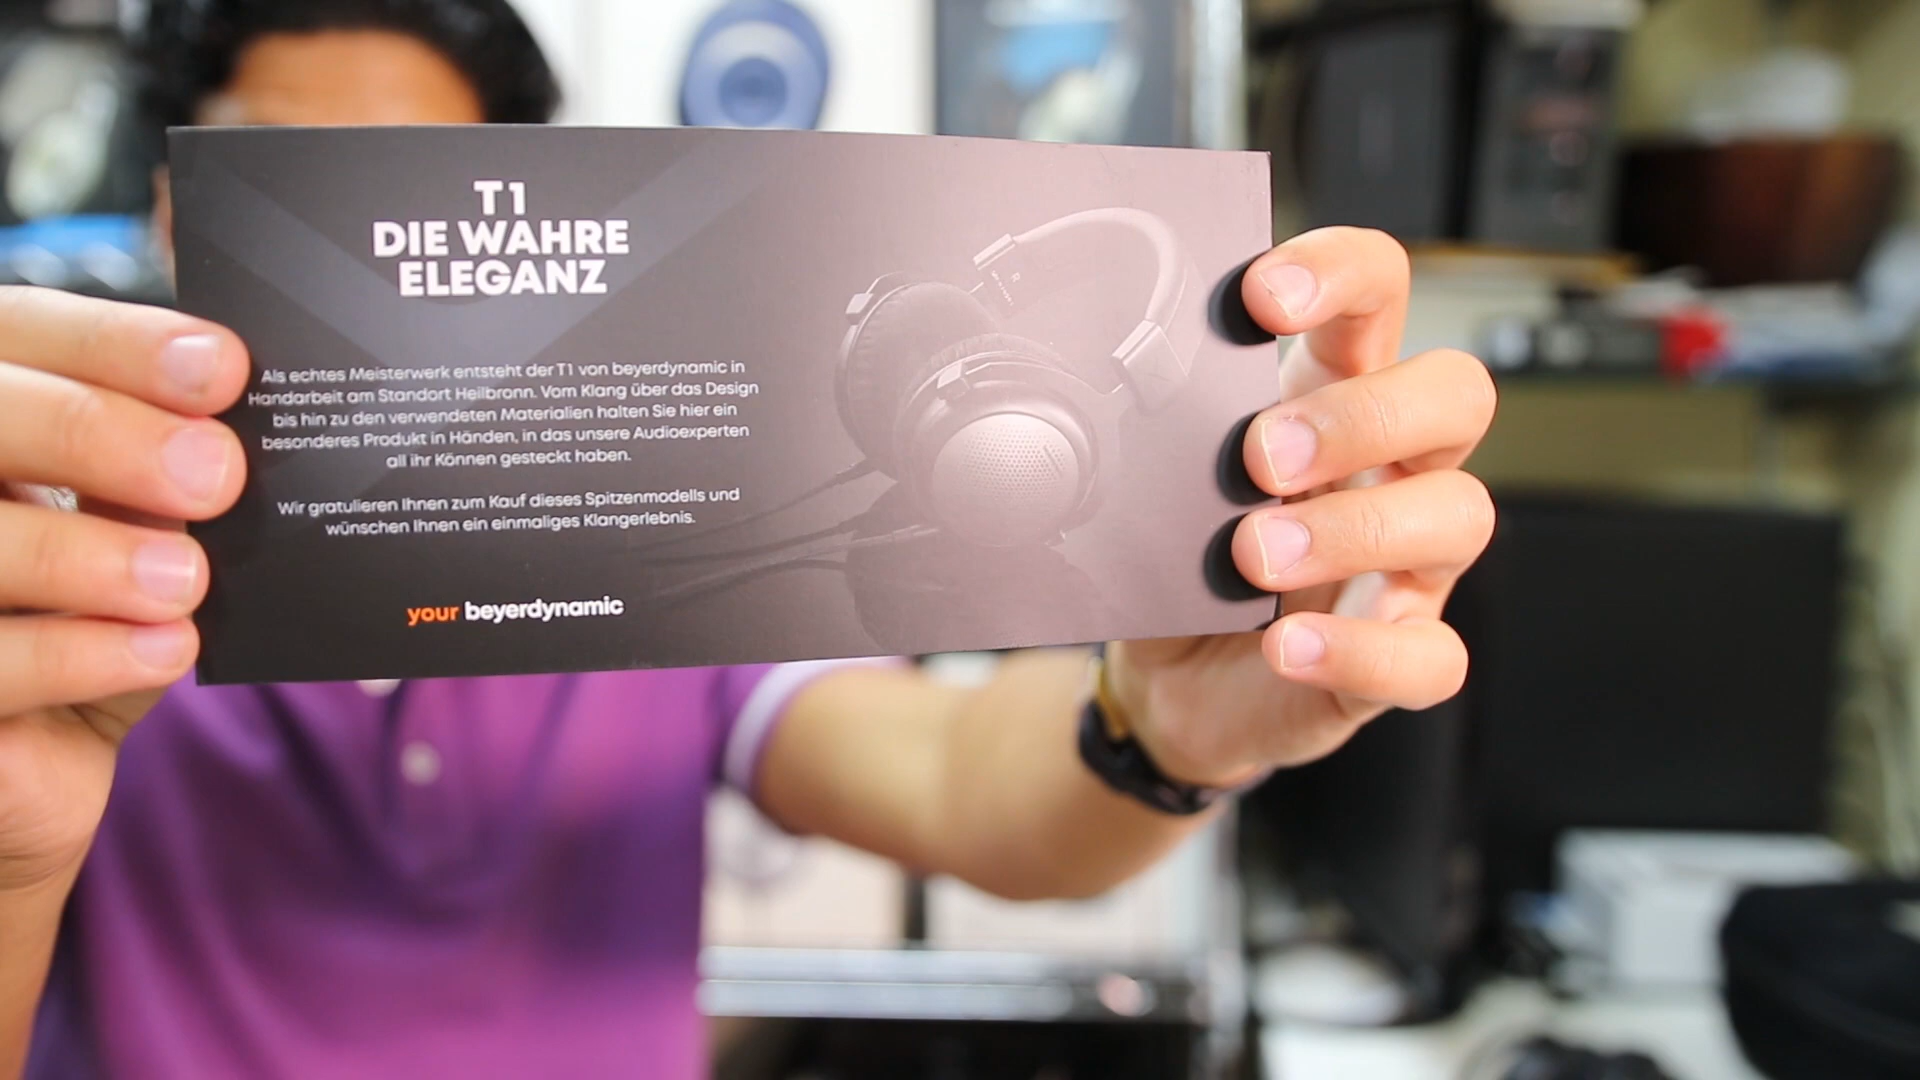 T1
DIE WAHRE
ELEGANZ
Als echtes Meisterwerk entsteht der T1 von beyerdynamic in
Handarbeit am Standort Heilbronn. Vom Klang über das Design
bis hin zu den verwendeten Materialien halten Sie hier ein
besonderes Produkt in Händen, in das unsere Audioexperten
all ihr Können gesteckt haben.
Wir gratulieren Ihnen zum Kauf dieses Spitzenmodells und
wünschen Ihnen ein einmaliges Klangerlebnis.
your beyerdynamic
R